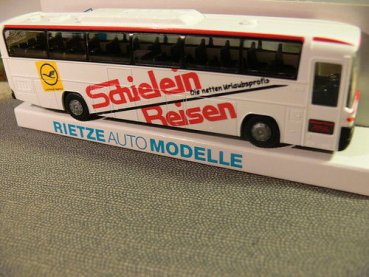 Schielein
Die netten Urlaubsprofis
Reisen
RIETZE AUTO MODELLE